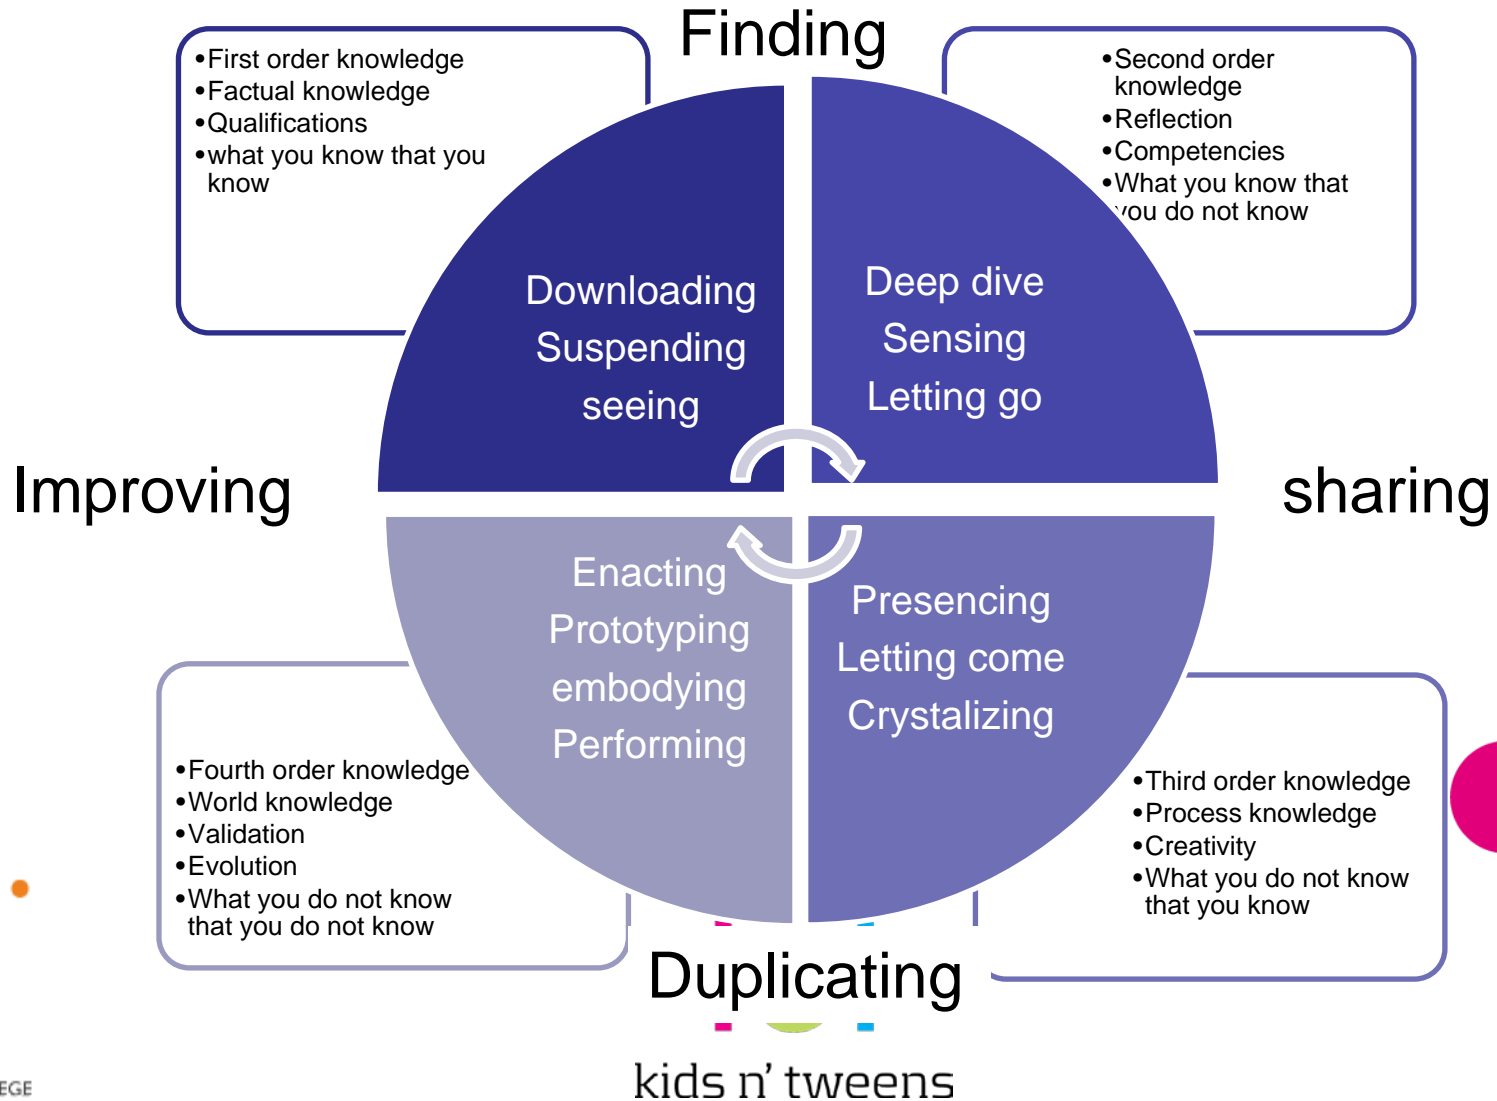 Finding
•First order knowledge
•Factual knowledge
•Qualifications
•what you know that you
know
•Second order
knowledge
•Reflection
•Competencies
•What you know that
you do not know
Downloading
Suspending
seeing
Deep dive
Sensing
Letting go
Improving
sharing
Enacting
Prototyping
embodying
Performing
Presencing
Letting come
Crystalizing
•Fourth order knowledge
•World knowledge
•Validation
•Evolution
•What you do not know
that you do not know
•Third order knowledge
•Process knowledge
•Creativity
•What you do not know
that you know
Duplicating
kids n' tweens
EGE